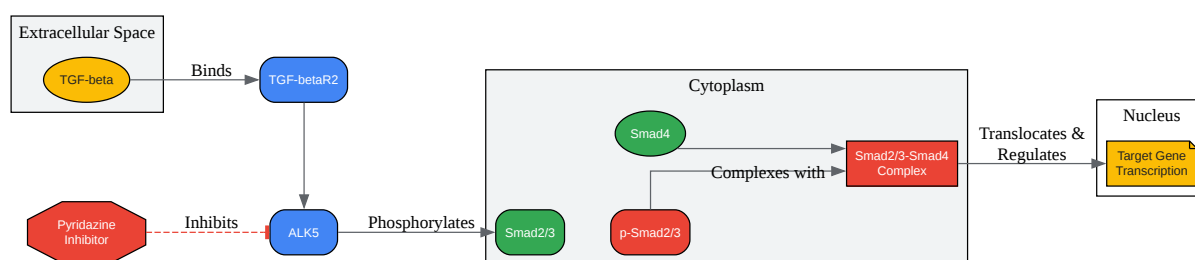 Extracellular Space
TGF-beta
Binds
TGF-betaR2
Cytoplasm
Smad4
Complexes with
Smad2/3-Smad4
Complex
Translocates &
Regulates
Nucleus
Target Gene
Transcription
Pyridazine
Inhibitor
Inhibits
ALK5
Phosphorylates
Smad2/3
p-Smad2/3